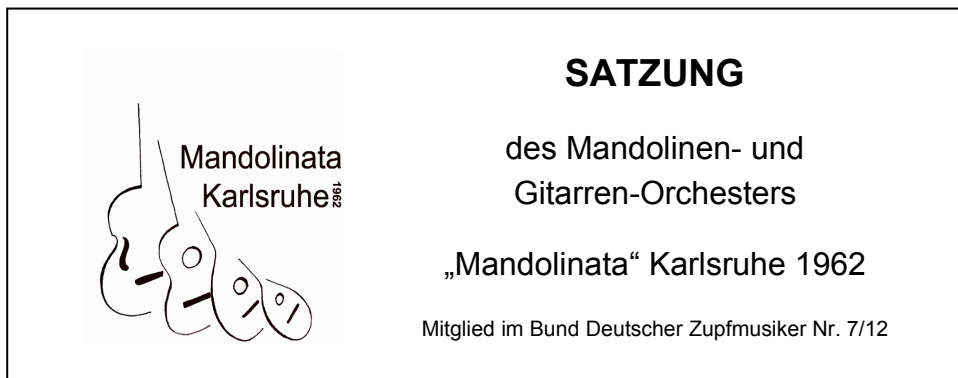 Mandolinata
Karlsruhe
1962
SATZUNG
des Mandolinen- und
Gitarren-Orchesters
„Mandolinata“ Karlsruhe 1962
Mitglied im Bund Deutscher Zupfmusiker Nr. 7/12